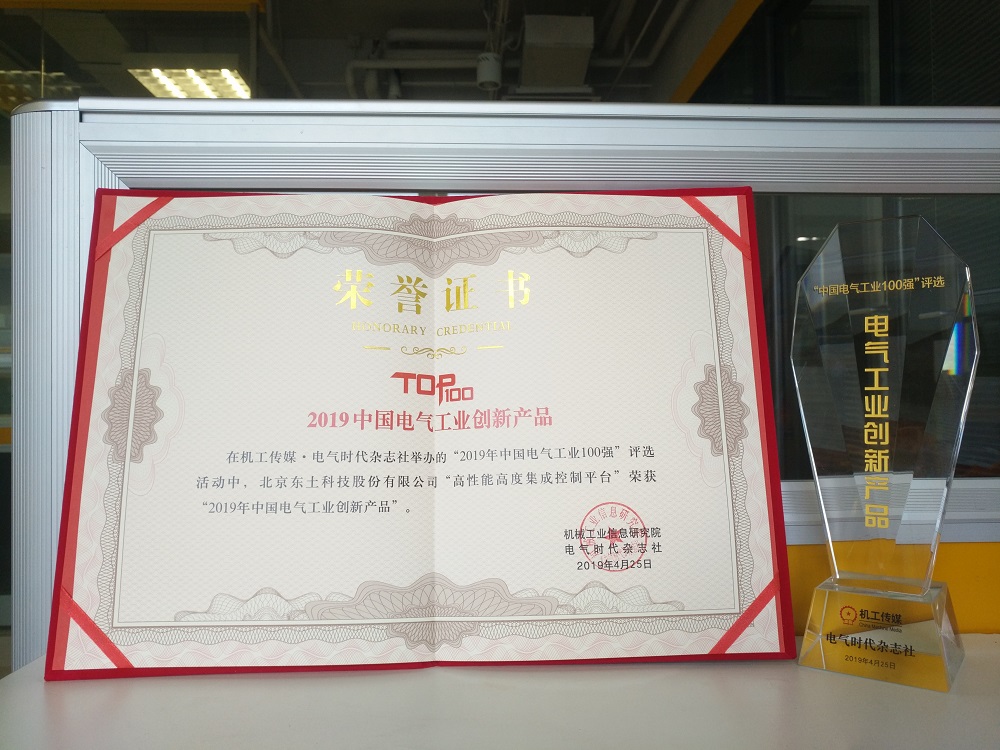 荣誉证书
HONORARY CREDENTIAL
TOP100
2019中国电气工业创新产品
在机工传媒·电气时代杂志社举办的“2019年中国电气工业100强”评选
活动中，北京东土科技股份有限公司“高性能高度集成控制平台”荣获
“2019年中国电气工业创新产品”。
机械工业信息研究院
电气时代杂志社
2019年4月25日
“中国电气工业100强”评选
电气工业创新产品
机工传媒
China Machine Media
电气时代杂志社
2019年4月25日